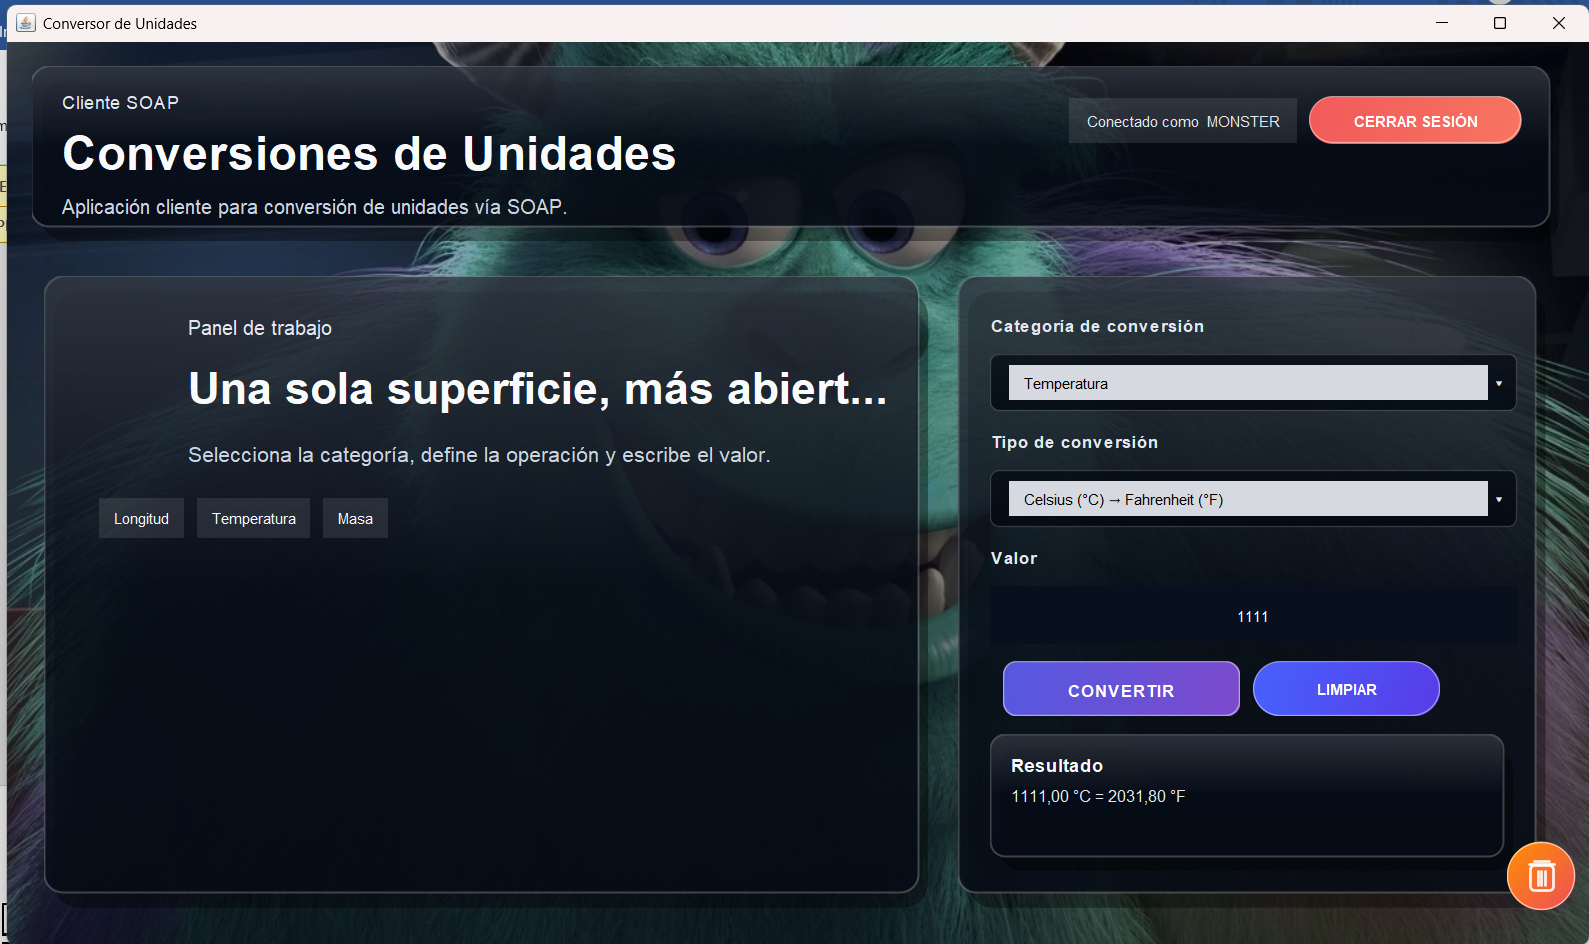 Conversor de Unidades
Cliente SOAP
Conversiones de Unidades
Aplicación cliente para conversión de unidades vía SOAP.
Conectado como MONSTER
CERRAR SESIÓN
Panel de trabajo
Una sola superficie, más abiert...
Selecciona la categoría, define la operación y escribe el valor.
Longitud
Temperatura
Masa
Categoría de conversión
Temperatura
Tipo de conversión
Celsius (°C) → Fahrenheit (°F)
Valor
1111
CONVERTIR
LIMPIAR
Resultado
1111,00 °C = 2031,80 °F